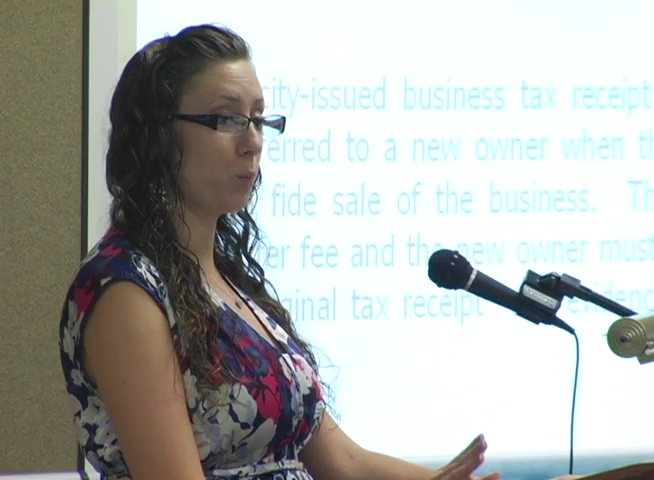 city-issued business tax receipt
erred to a new owner when th
fide sale of the business. Th
er fee and the new owner must
ginal tax receipt evidenc